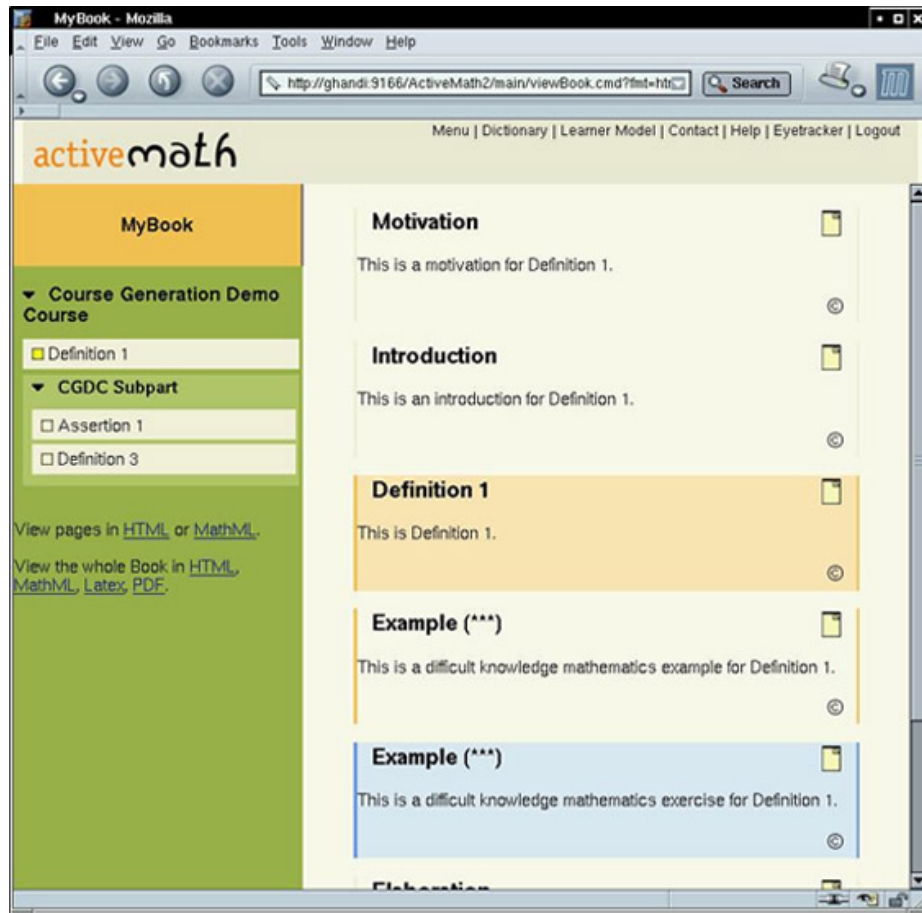 MyBook - Mozilla
File Edit View Go Bookmarks Tools Window Help
http://ghandi:9166/ActiveMath2/main/viewBook.cmd?fmt=ht
Search
Menu | Dictionary | Learner Model | Contact | Help | Eyetracker | Logout
activemath
MyBook
Course Generation Demo
Course
Definition 1
CGDC Subpart
Assertion 1
Definition 3
View pages in HTML or MathML.
View the whole Book in HTML,
MathML, Latex, PDF.
Motivation
This is a motivation for Definition 1.
©
Introduction
This is an introduction for Definition 1.
©
Definition 1
This is Definition 1.
©
Example (***)
This is a difficult knowledge mathematics example for Definition 1.
©
Example (***)
This is a difficult knowledge mathematics exercise for Definition 1.
©
Elaboration